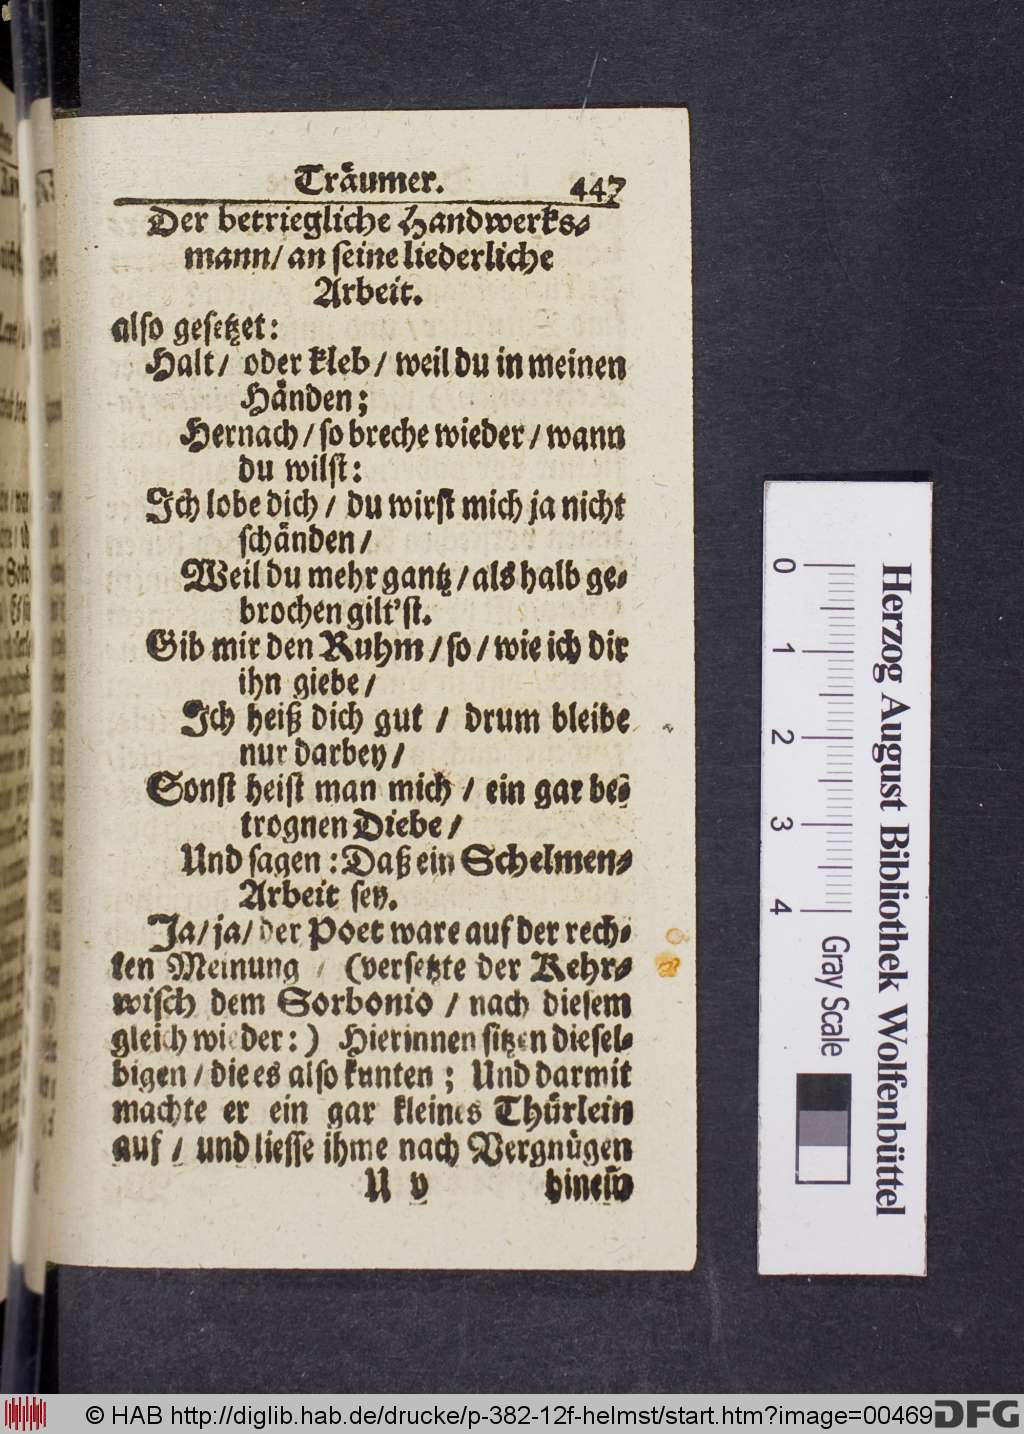 Träumer. 447
Der betriegliche Handwerks-
mann/ an seine liederliche
Arbeit.
also gesetzet:
Halt/ oder kleb/ weil du in meinen
Händen;
Hernach/ so breche wieder/ wann
du wilst:
Ich lobe dich/ du wirst mich ja nicht
schänden/
Weil du mehr gantz/ als halb ge-
brochen gilt'st.
Gib mir den Ruhm/ so/ wie ich dir
ihn giebe/
Ich heiß dich gut/ drum bleibe
nur darbey/
Sonst heist man mich/ ein gar be-
trognen Diebe/
Und sagen: Daß ein Schelmen-
Arbeit sey.
Ja/ ja/ der Poet ware auf der rech-
ten Meinung/ (versetzte der Kehr-
wisch dem Sorbonio/ nach diesem
gleich wieder:) Hierinnen sitzen diesel-
bigen/ die es also kunten; Und darmit
machte er ein gar kleines Thürlein
auf/ und liesse ihme nach Vergnügen
U v hinein
0 1 2 3 4 Gray Scale
Herzog August Bibliothek Wolfenbüttel
© HAB http://diglib.hab.de/drucke/p-382-12f-helmst/start.htm?image=00469
DFG